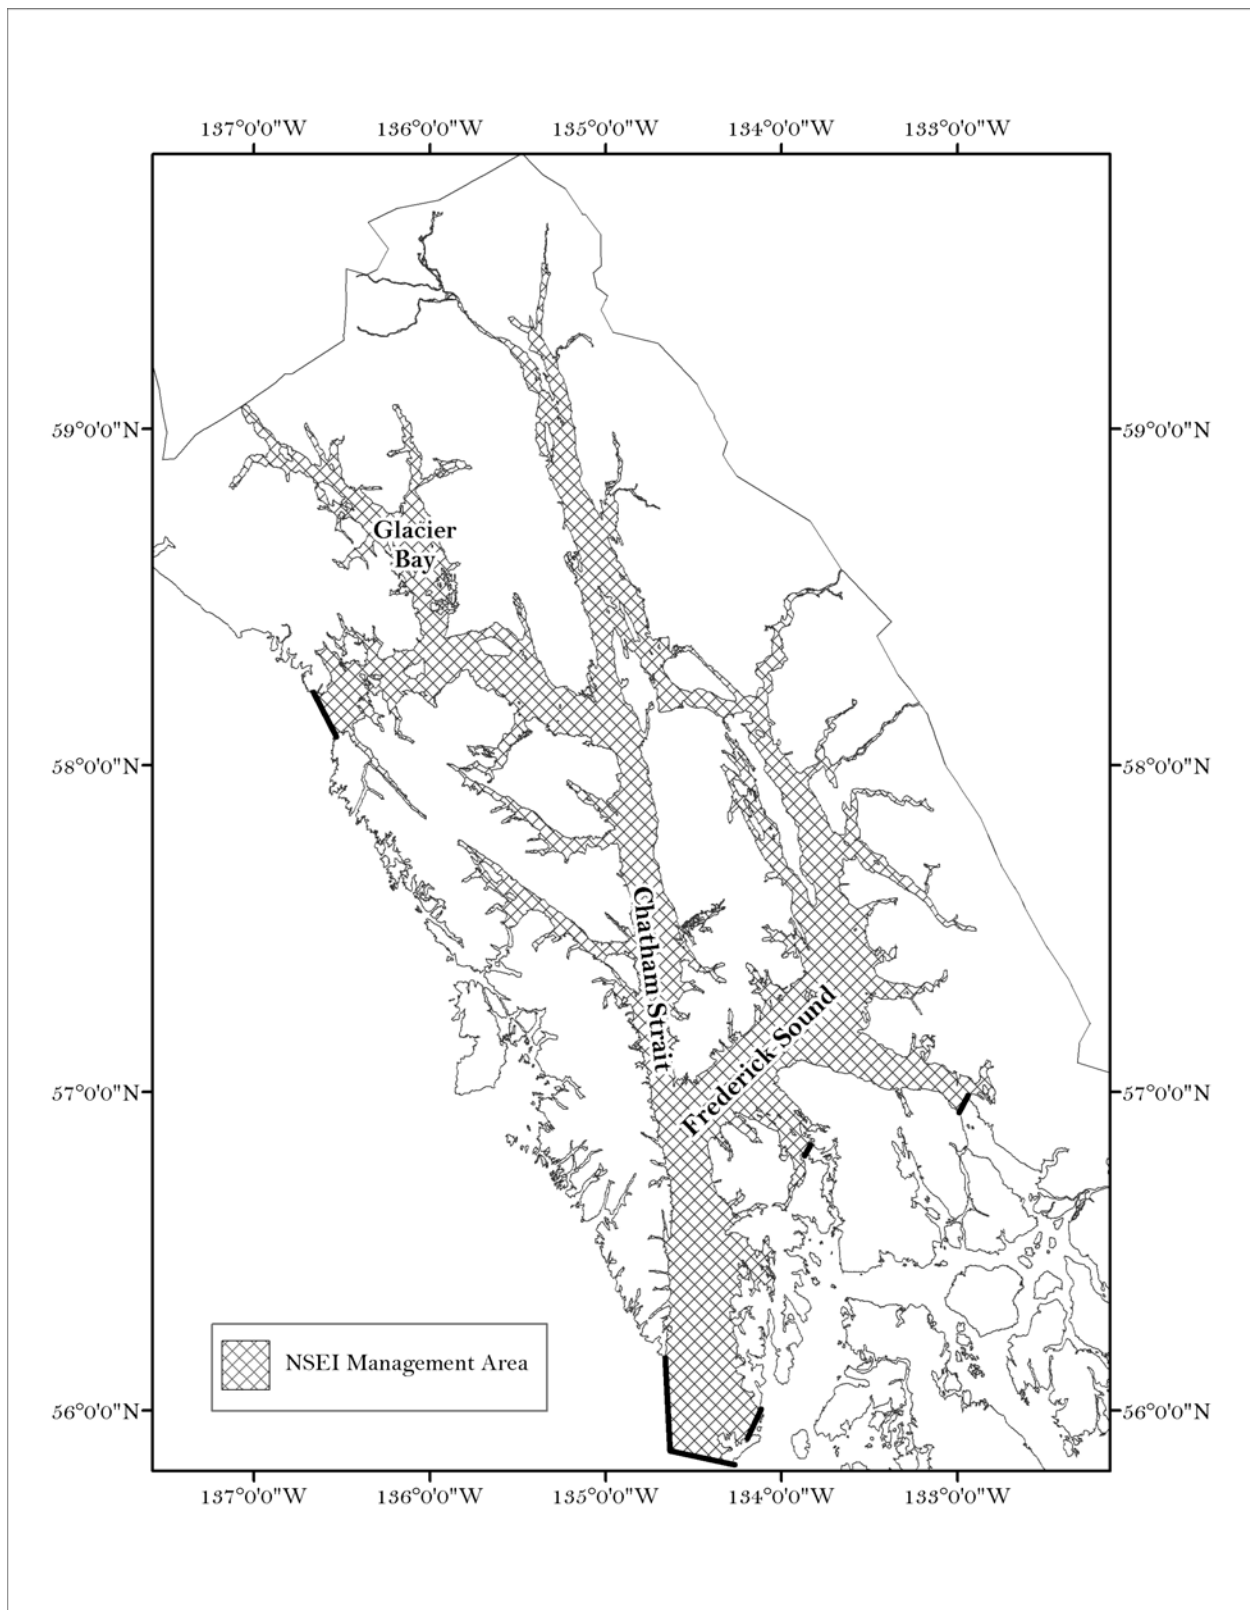 137°0'0"W 136°0'0"W 135°0'0"W 134°0'0"W 133°0'0"W
59°0'0"N 59°0'0"N
Glacier
Bay
58°0'0"N 58°0'0"N
Chatham Strait
Frederick Sound
57°0'0"N 57°0'0"N
NSEI Management Area
56°0'0"N 56°0'0"N
137°0'0"W 136°0'0"W 135°0'0"W 134°0'0"W 133°0'0"W